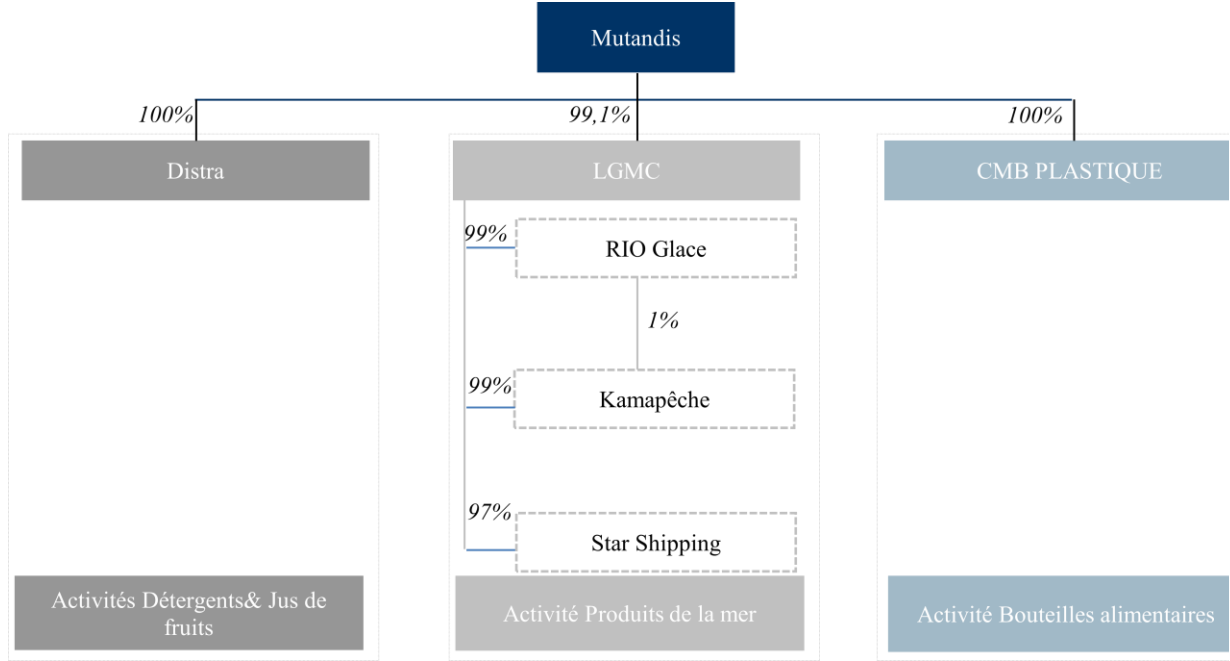 Mutandis
100%
99,1%
100%
Distra
LGMC
CMB PLASTIQUE
99%
RIO Glace
1%
99%
Kamapêche
97%
Star Shipping
Activités Détergents& Jus de
fruits
Activité Produits de la mer
Activité Bouteilles alimentaires